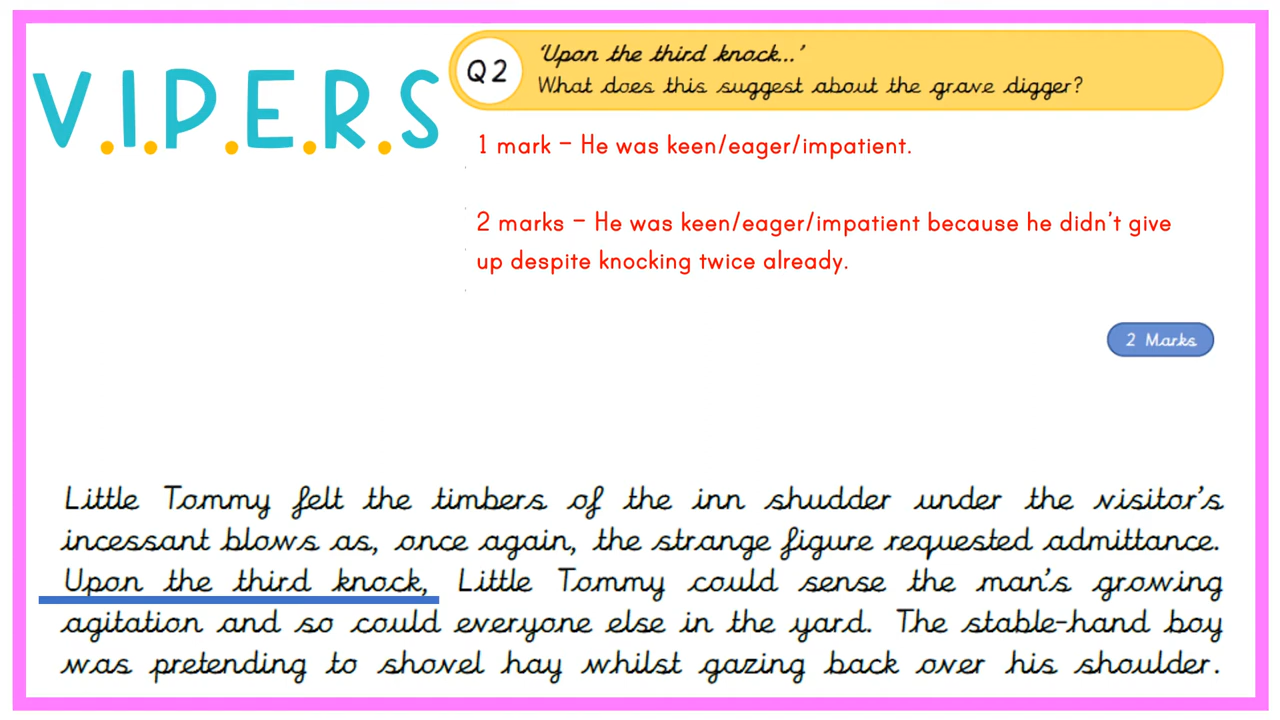 V.I.P.E.R.S
Q2
‘Upon the third knock...’
What does this suggest about the grave digger?
1 mark – He was keen/eager/impatient.
2 marks – He was keen/eager/impatient because he didn’t give
up despite knocking twice already.
2 Marks
Little Tommy felt the timbers of the inn shudder under the visitor’s
incessant blows as, once again, the strange figure requested admittance.
Upon the third knock, Little Tommy could sense the man’s growing
agitation and so could everyone else in the yard. The stable-hand boy
was pretending to shovel hay whilst gazing back over his shoulder.